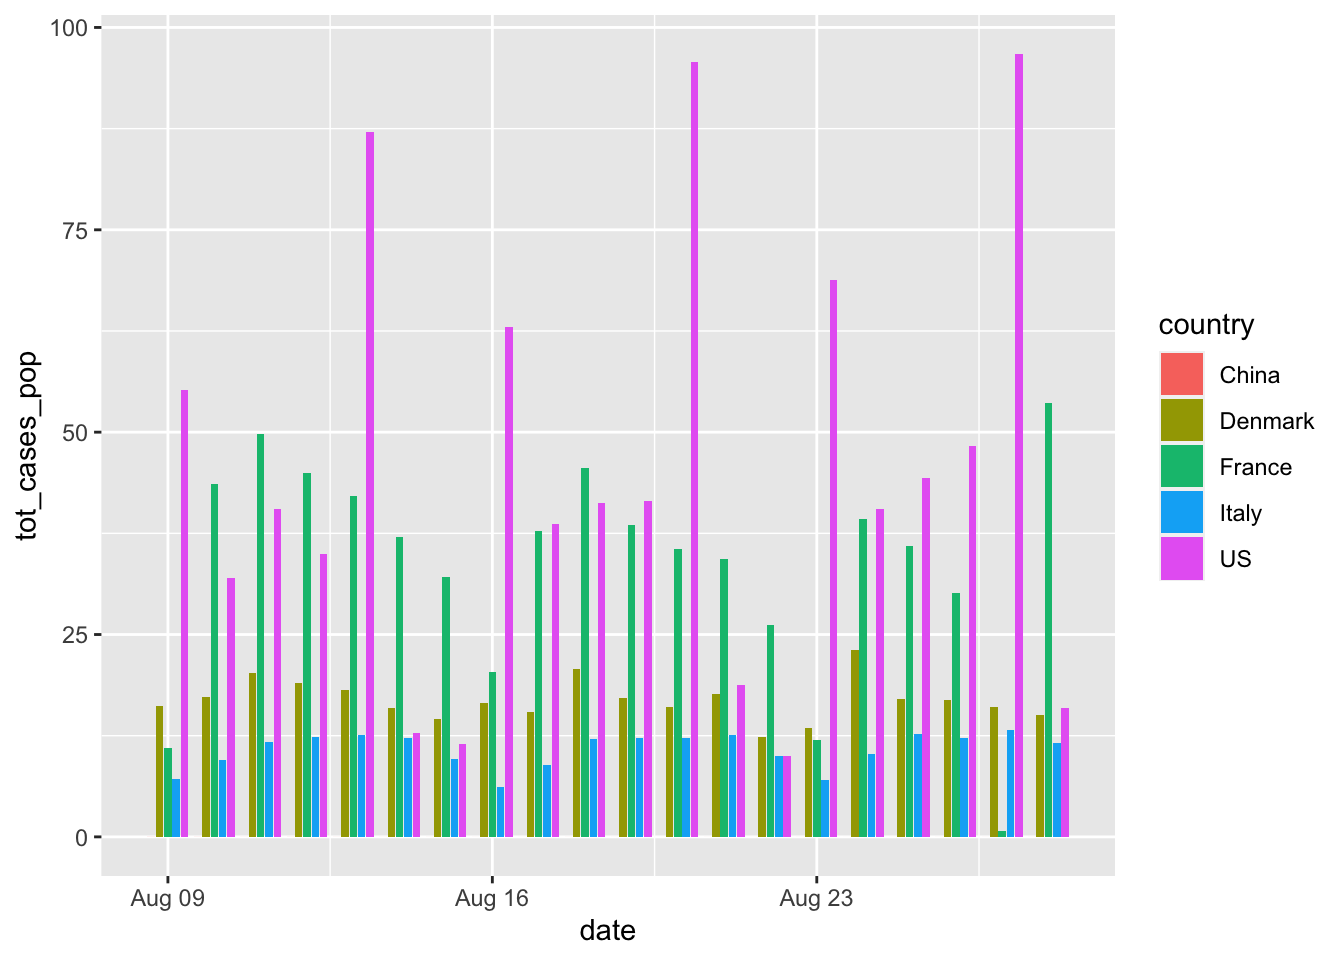 100
75
50
25
0
tot_cases_pop
Aug 09
Aug 16
Aug 23
date
country
China
Denmark
France
Italy
US